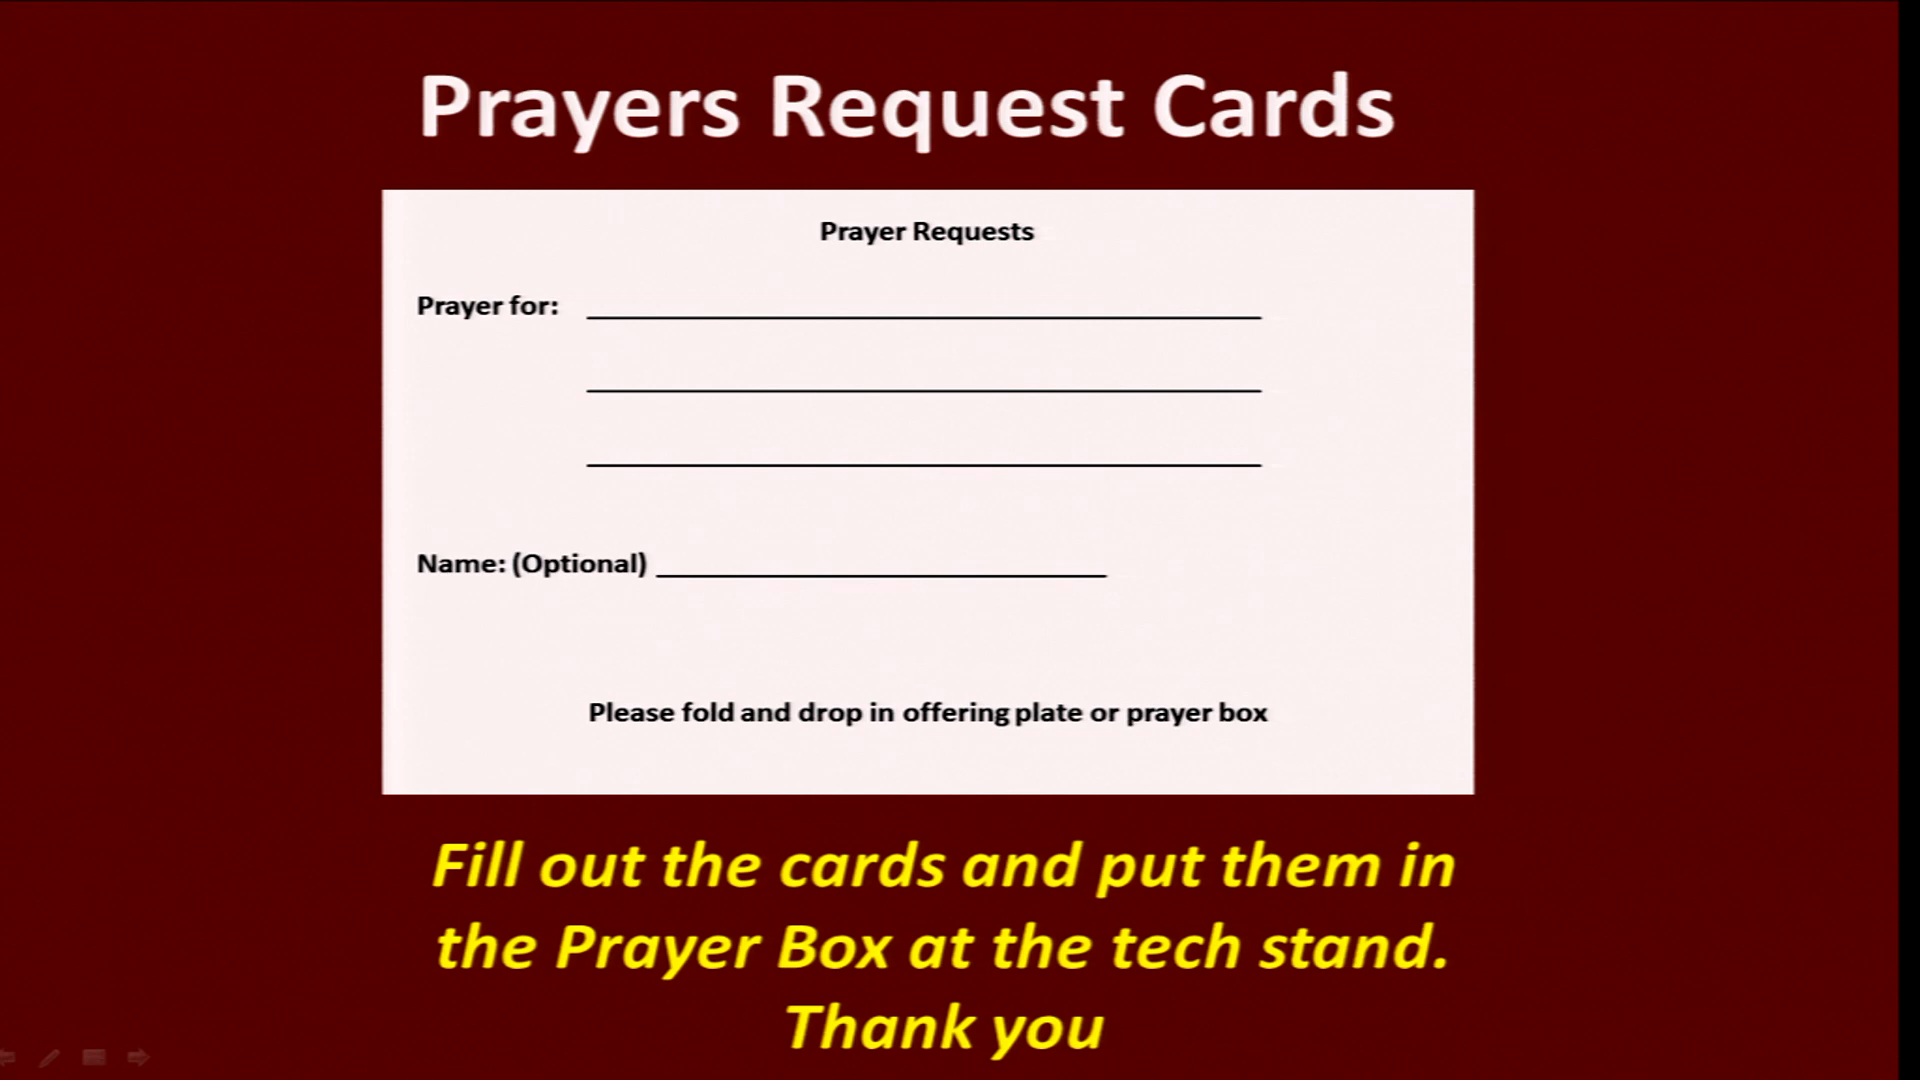 Prayers Request Cards
Prayer Requests
Prayer for:
Name: (Optional)
Please fold and drop in offering plate or prayer box
Fill out the cards and put them in
the Prayer Box at the tech stand.
Thank you